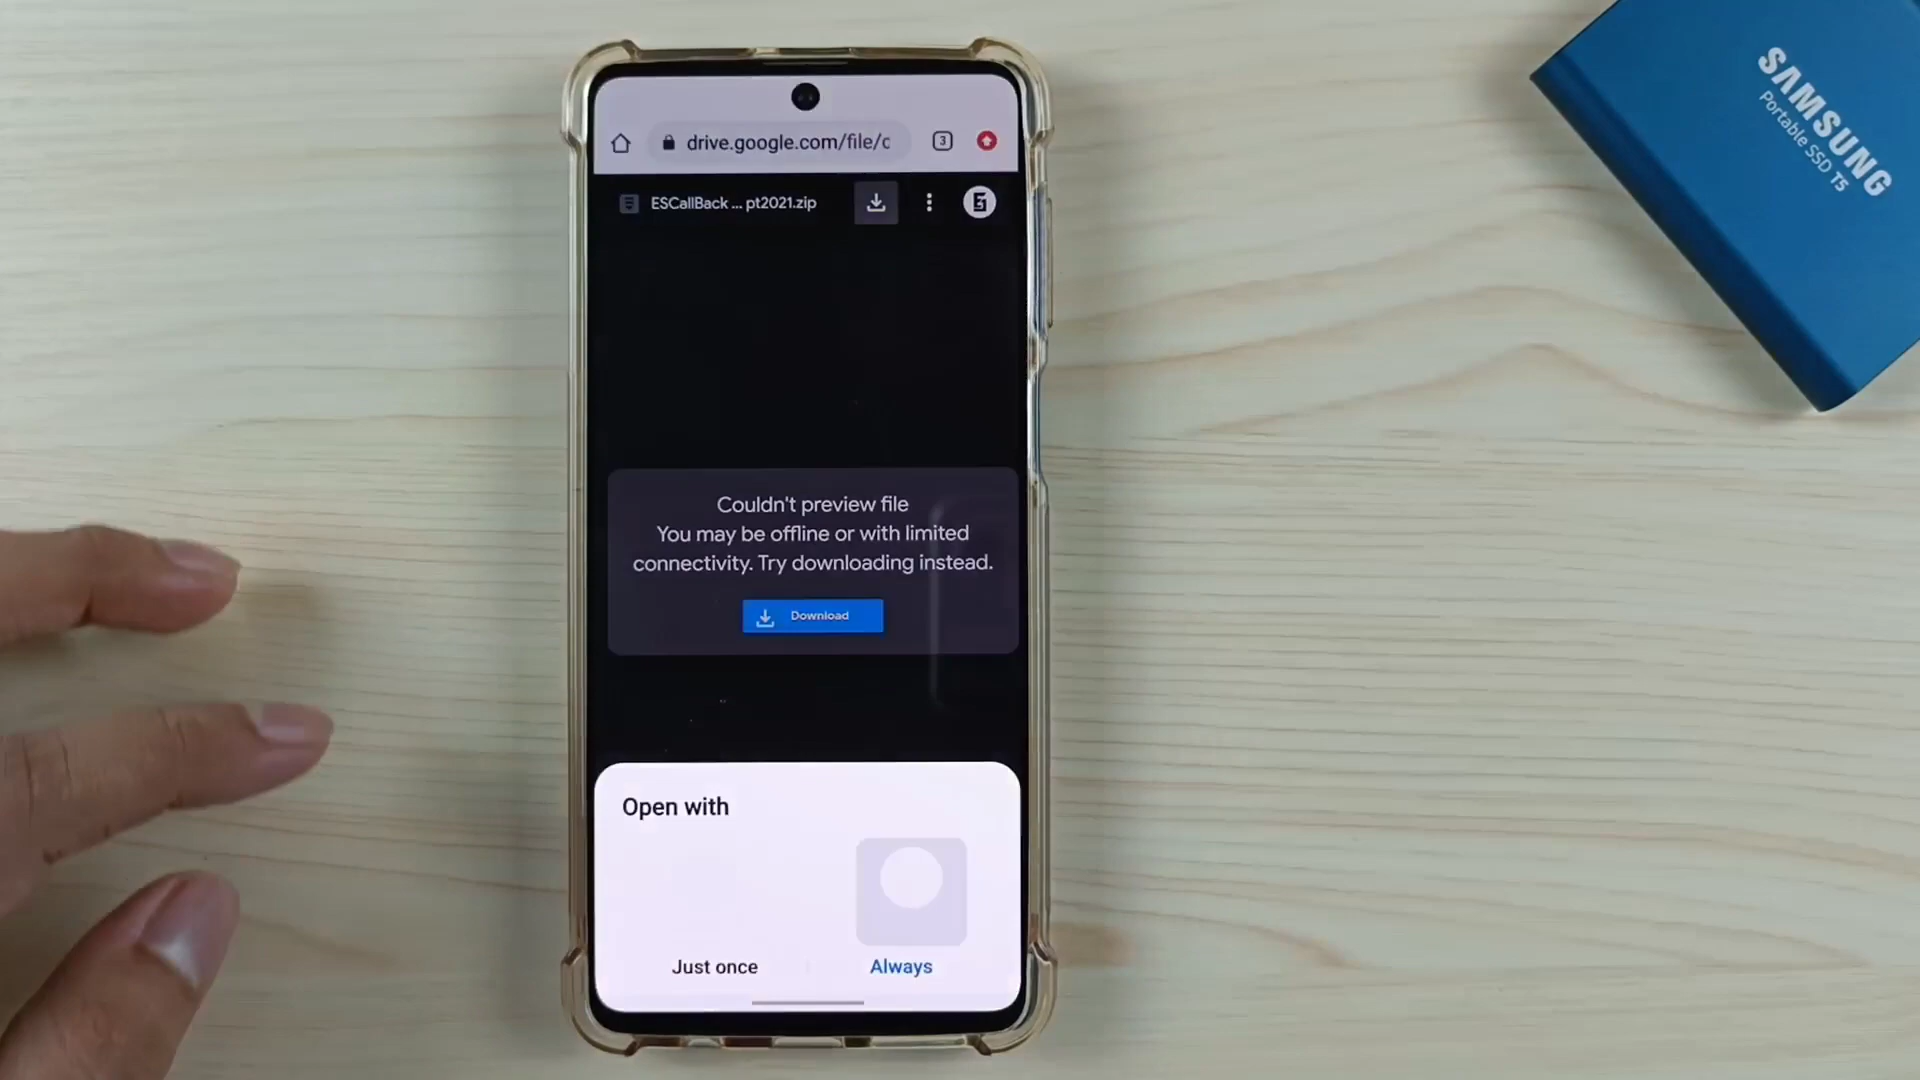 drive.google.com/file/c
3
ESCallBack ... pt2021.zip
Couldn't preview file
You may be offline or with limited
connectivity. Try downloading instead.
Download
Open with
Just once
Always
SAMSUNG
Portable SSD T5